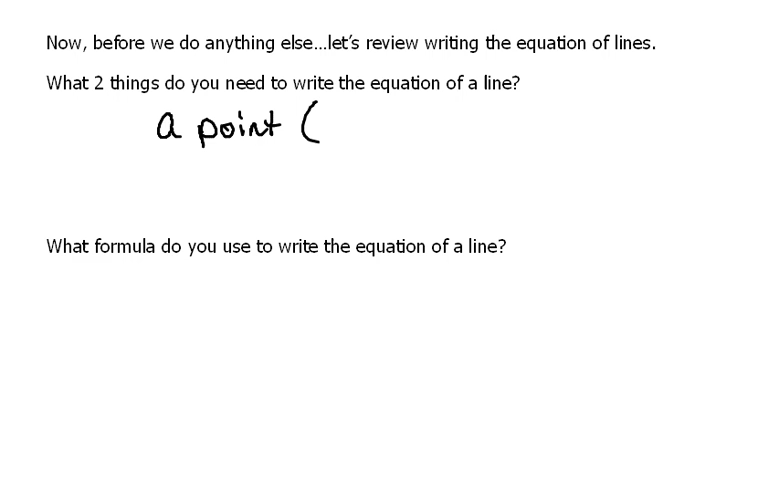 Now, before we do anything else...let's review writing the equation of lines.
What 2 things do you need to write the equation of a line?
a point (
What formula do you use to write the equation of a line?